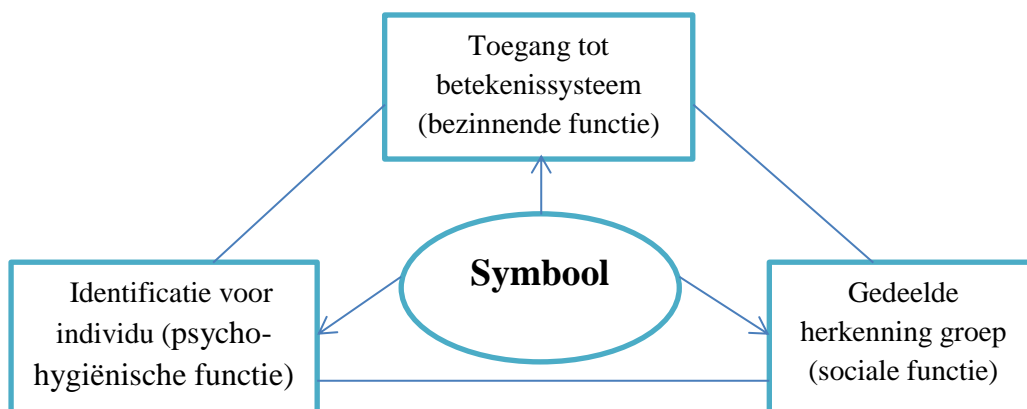 Toegang tot
betekenissysteem
(bezinnende functie)
Symbool
Identificatie voor
individu (psycho-
hygiënische functie)
Gedeelde
herkenning groep
(sociale functie)